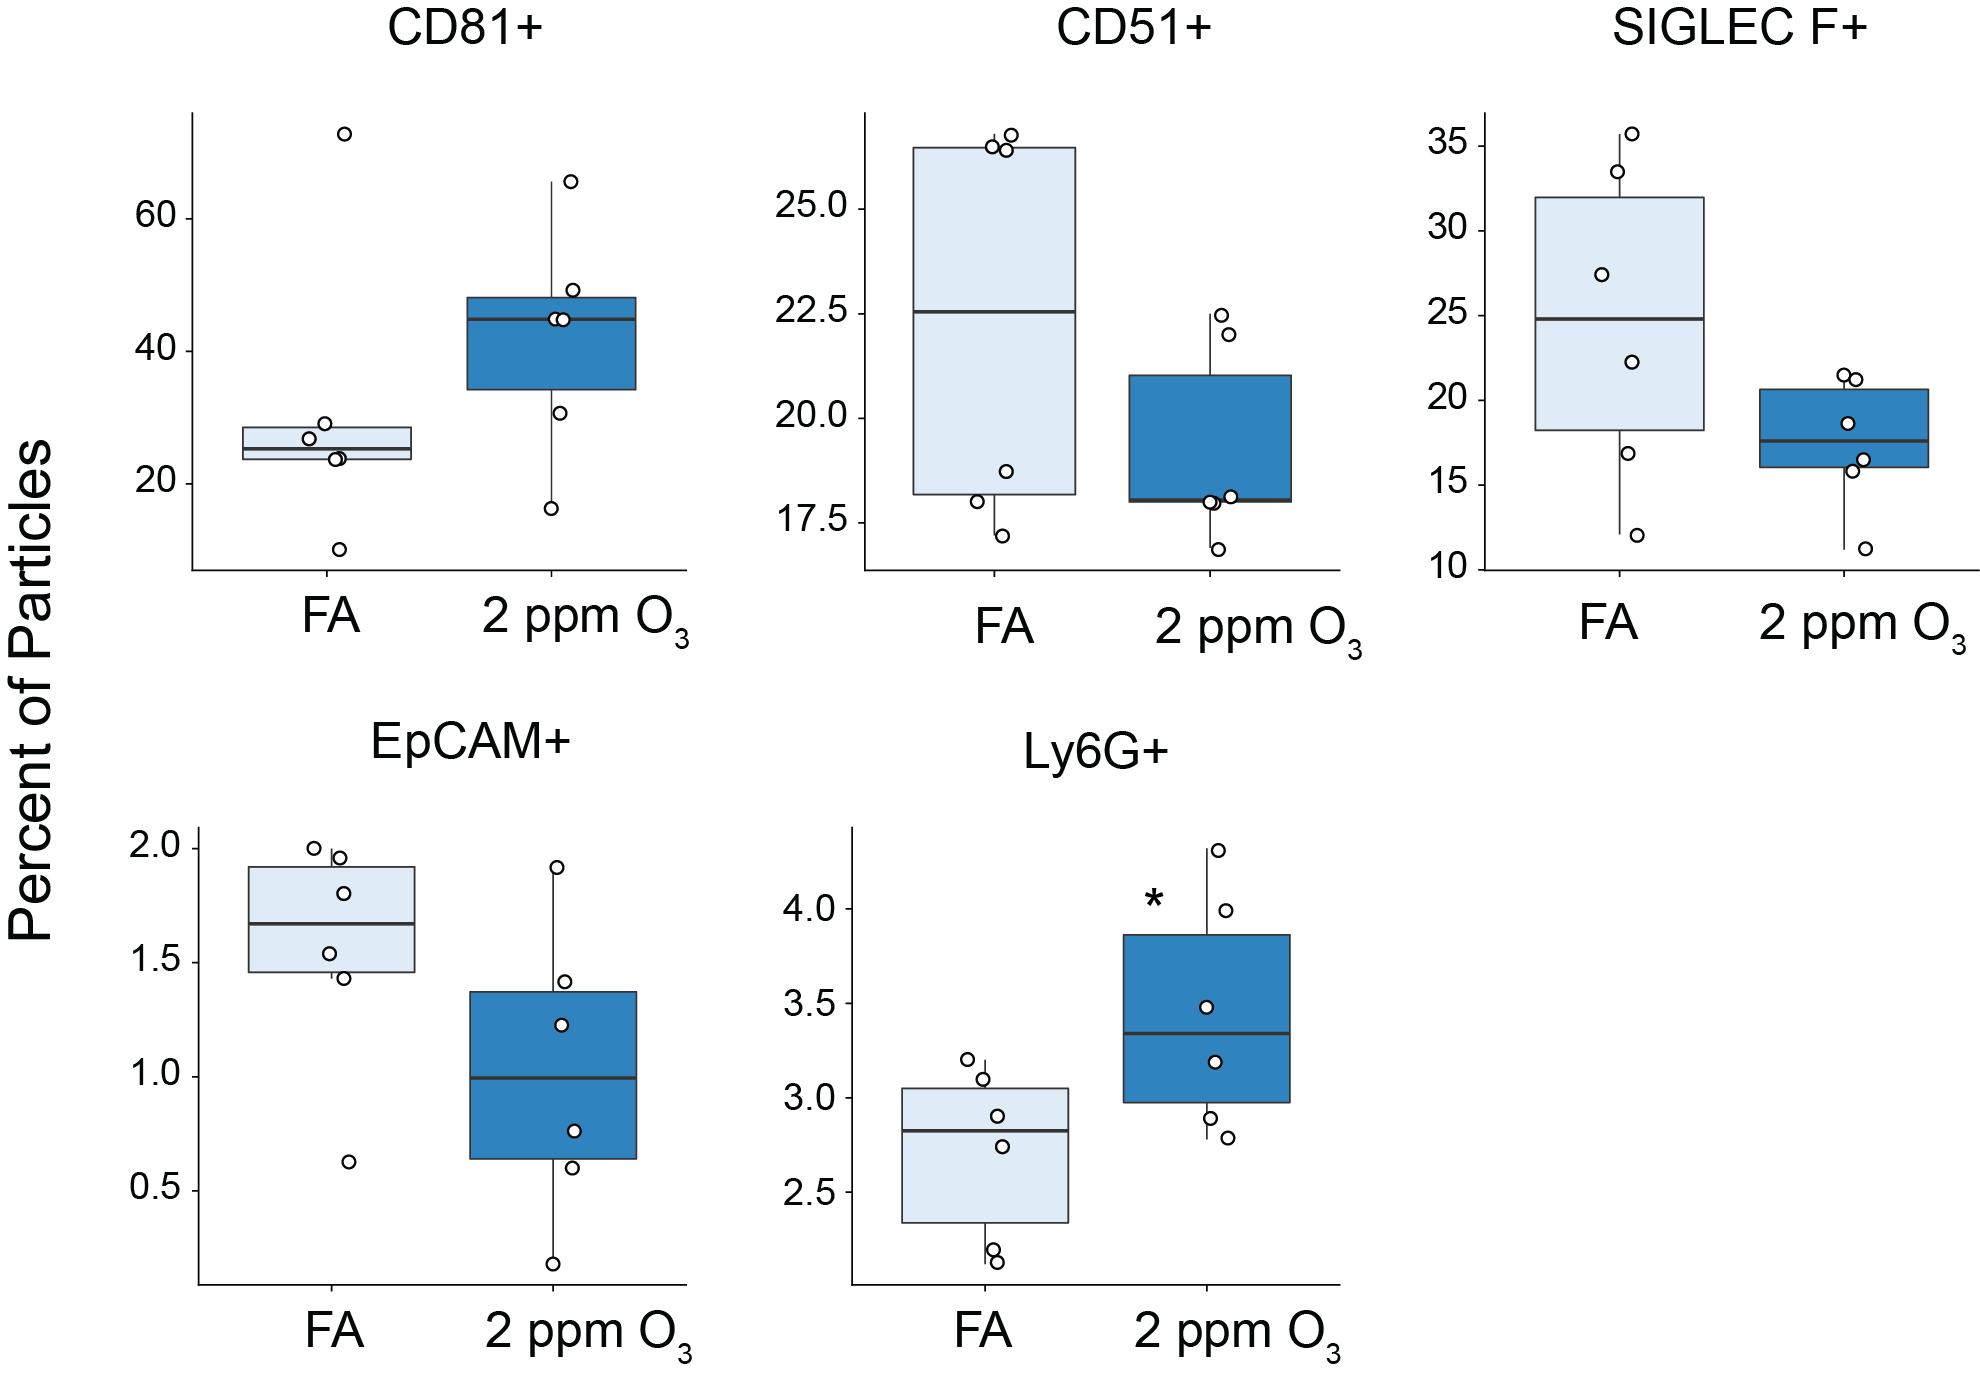 CD81+
CD51+
SIGLEC F+
Percent of Particles
60
40
20
FA
2 ppm O₃
25.0
22.5
20.0
17.5
FA
2 ppm O₃
35
30
25
20
15
10
FA
2 ppm O₃
EpCAM+
Ly6G+
2.0
1.5
1.0
0.5
FA
2 ppm O₃
4.0
3.5
3.0
2.5
*
FA
2 ppm O₃